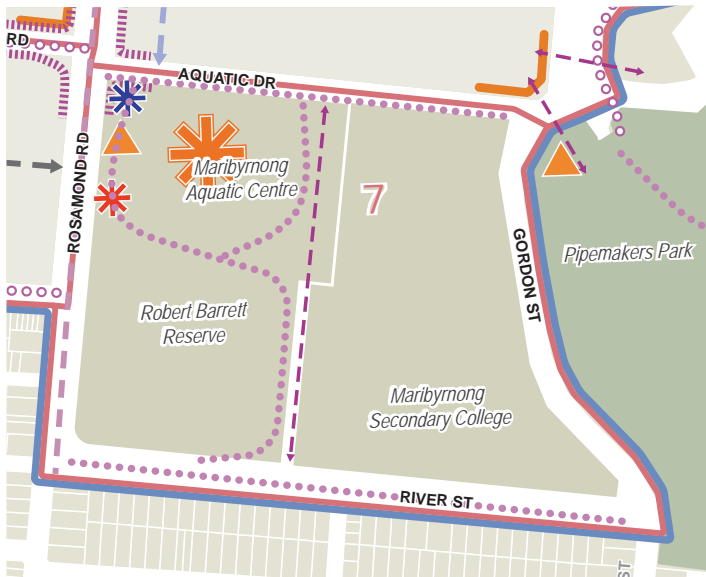 RD
AQUATIC DR
ROSAMOND RD
Maribyrnong
Aquatic Centre
7
GORDON ST
Pipemakers Park
Robert Barrett
Reserve
Maribyrnong
Secondary College
RIVER ST
ST